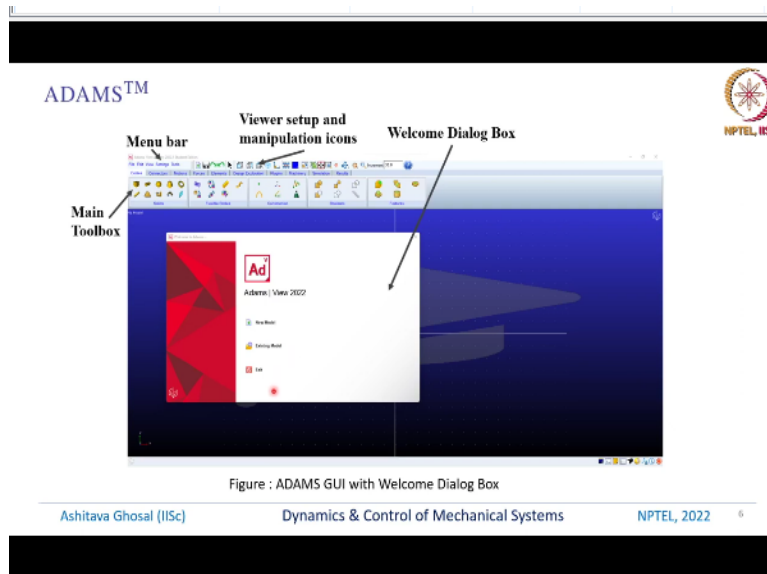 ADAMS™
NPTEL, IIS
Viewer setup and
manipulation icons
Menu bar
Welcome Dialog Box
Main
Toolbox
Ad
Adams | View 2022
New Model
Existing Model
Exit
Figure : ADAMS GUI with Welcome Dialog Box
Ashitava Ghosal (IISc)
Dynamics & Control of Mechanical Systems
NPTEL, 2022
6